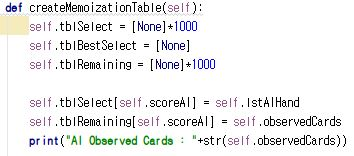 def createMemoizationTable(self):
    self.tblSelect = [None]*1000
    self.tblBestSelect = [None]
    self.tblRemaining = [None]*1000

    self.tblSelect[self.scoreAI] = self.lstAIHand
    self.tblRemaining[self.scoreAI] = self.observedCards
    print("AI Observed Cards : "+str(self.observedCards))